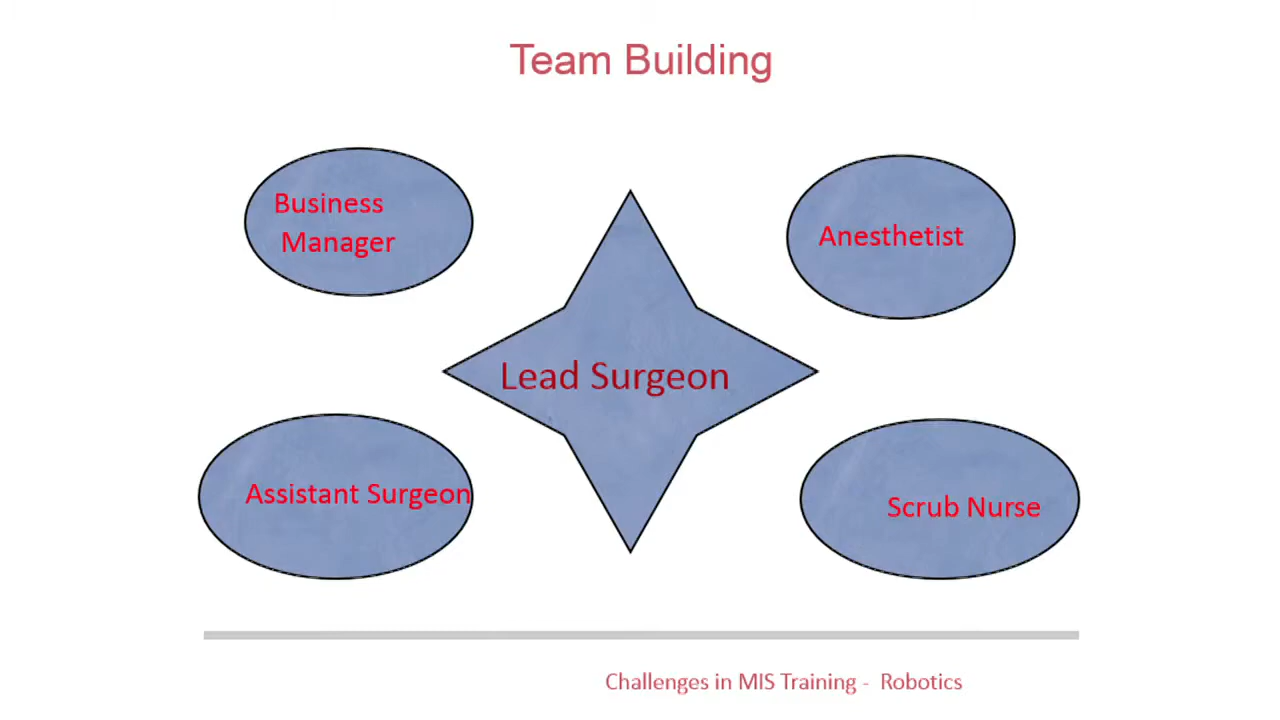 Team Building
Business
Manager
Anesthetist
Lead Surgeon
Assistant Surgeon
Scrub Nurse
Challenges in MIS Training - Robotics